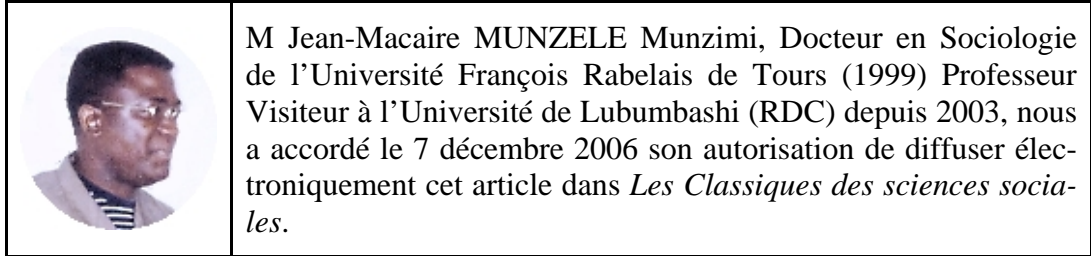 M Jean-Macaire MUNZELE Munzimi, Docteur en Sociologie
de l’Université François Rabelais de Tours (1999) Professeur
Visiteur à l’Université de Lubumbashi (RDC) depuis 2003, nous
a accordé le 7 décembre 2006 son autorisation de diffuser élec-
troniquement cet article dans Les Classiques des sciences socia-
les.